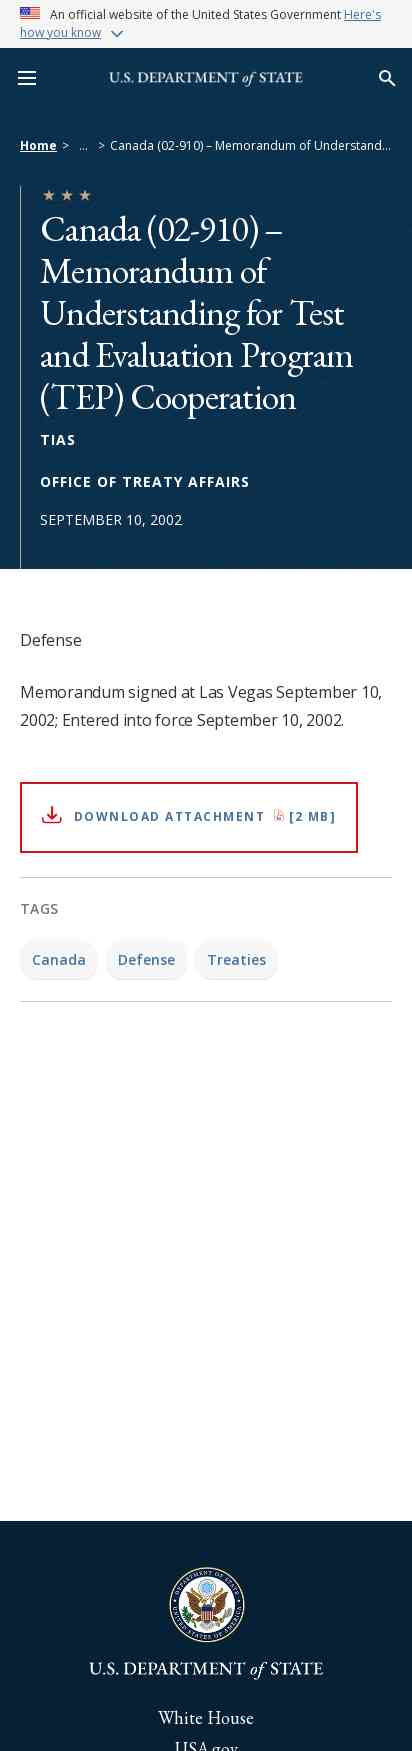 An official website of the United States Government Here's
how you know
U.S. DEPARTMENT of STATE
Home > ... > Canada (02-910) – Memorandum of Understand...
Canada (02-910) –
Memorandum of
Understanding for Test
and Evaluation Program
(TEP) Cooperation
TIAS
OFFICE OF TREATY AFFAIRS
SEPTEMBER 10, 2002
Defense
Memorandum signed at Las Vegas September 10,
2002; Entered into force September 10, 2002.
DOWNLOAD ATTACHMENT [2 MB]
TAGS
Canada Defense Treaties
DEPARTMENT OF STATE
UNITED STATES OF AMERICA
U.S. DEPARTMENT of STATE
White House
USA.gov